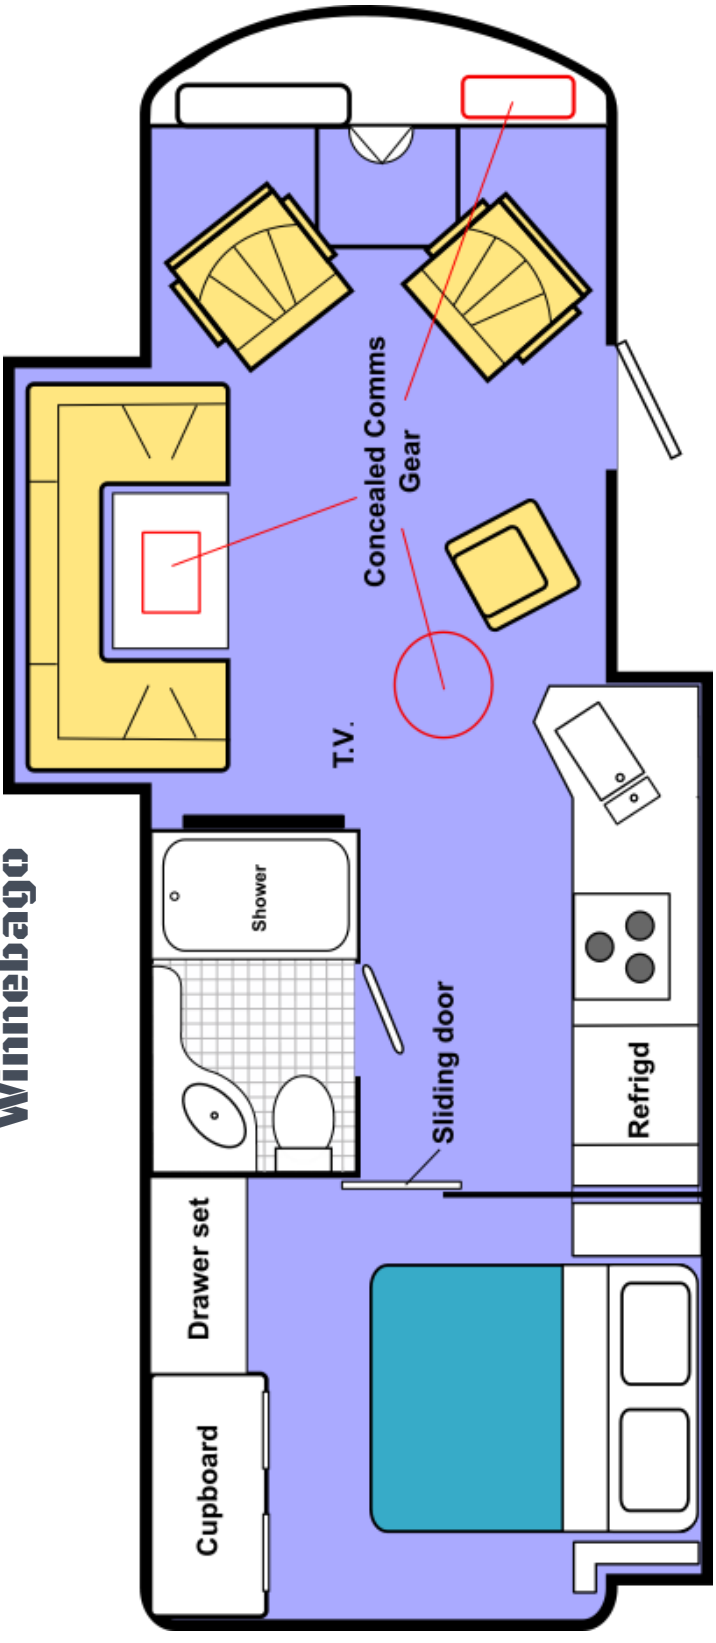 Winnebago
Concealed Comms
Gear
T.V.
Shower
Sliding door
Refrigd
Drawer set
Cupboard